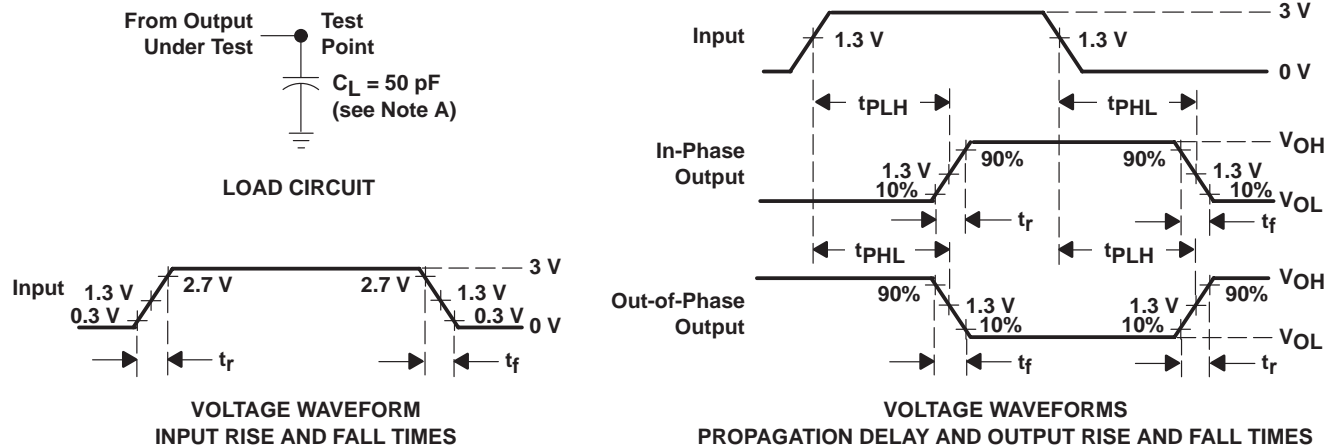 From Output
Under Test
Test
Point
CL = 50 pF
(see Note A)
LOAD CIRCUIT
Input
1.3 V
0.3 V
2.7 V
2.7 V
1.3 V
0.3 V
3 V
0 V
tr
tf
VOLTAGE WAVEFORM
INPUT RISE AND FALL TIMES
Input
1.3 V
1.3 V
3 V
0 V
tPLH
tPHL
In-Phase
Output
1.3 V
10%
90%
90%
1.3 V
10%
VOH
VOL
tr
tf
tPHL
tPLH
Out-of-Phase
Output
90%
1.3 V
10%
1.3 V
10%
90%
VOH
VOL
tf
tr
VOLTAGE WAVEFORMS
PROPAGATION DELAY AND OUTPUT RISE AND FALL TIMES